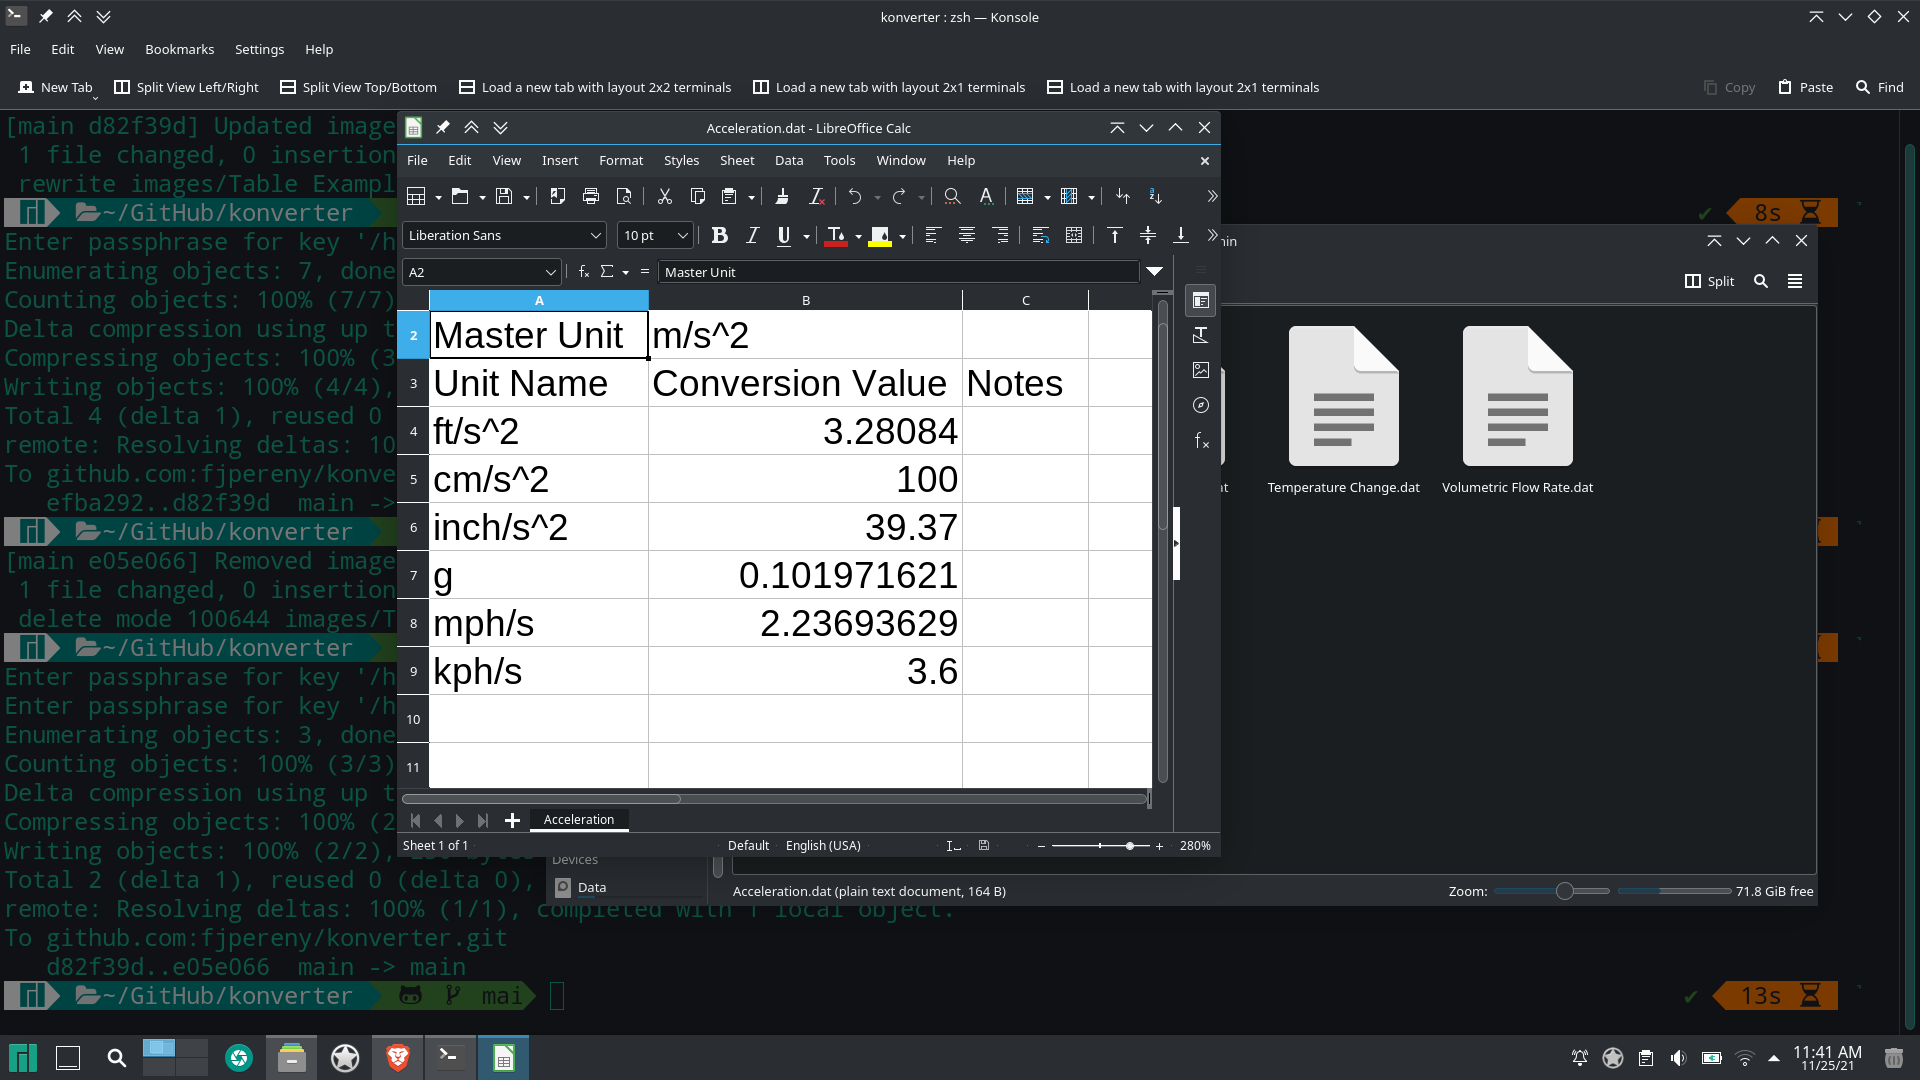 konverter : zsh — Konsole
File Edit View Bookmarks Settings Help
New Tab Split View Left/Right Split View Top/Bottom Load a new tab with layout 2x2 terminals Load a new tab with layout 2x1 terminals Load a new tab with layout 2x1 terminals Copy Paste Find
[main d82f39d] Updated image
1 file changed, 0 insertion
rewrite images/Table Exampl
~/GitHub/konverter
8s
Enter passphrase for key '/h
Enumerating objects: 7, done
Counting objects: 100% (7/7)
Delta compression using up t
Compressing objects: 100% (3
Writing objects: 100% (4/4),
Total 4 (delta 1), reused 0
remote: Resolving deltas: 10
To github.com:fjpereny/konve
efba292..d82f39d main ->
~/GitHub/konverter
[main e05e066] Removed image
1 file changed, 0 insertion
delete mode 100644 images/T
~/GitHub/konverter
Enter passphrase for key '/h
Enter passphrase for key '/h
Enumerating objects: 3, done
Counting objects: 100% (3/3)
Delta compression using up t
Compressing objects: 100% (2
Writing objects: 100% (2/2),
Total 2 (delta 1), reused 0 (delta 0),
remote: Resolving deltas: 100% (1/1), completed with 1 local object.
To github.com:fjpereny/konverter.git
d82f39d..e05e066 main -> main
~/GitHub/konverter mai
13s
Acceleration.dat - LibreOffice Calc
File Edit View Insert Format Styles Sheet Data Tools Window Help
Liberation Sans 10 pt
A2 Master Unit
A B C
2 Master Unit m/s^2
3 Unit Name Conversion Value Notes
4 ft/s^2 3.28084
5 cm/s^2 100
6 inch/s^2 39.37
7 g 0.101971621
8 mph/s 2.23693629
9 kph/s 3.6
10
11
Acceleration
Sheet 1 of 1 Default English (USA) 280%
Split
Temperature Change.dat Volumetric Flow Rate.dat
Devices
Data
Acceleration.dat (plain text document, 164 B) Zoom: 71.8 GiB free
11:41 AM
11/25/21